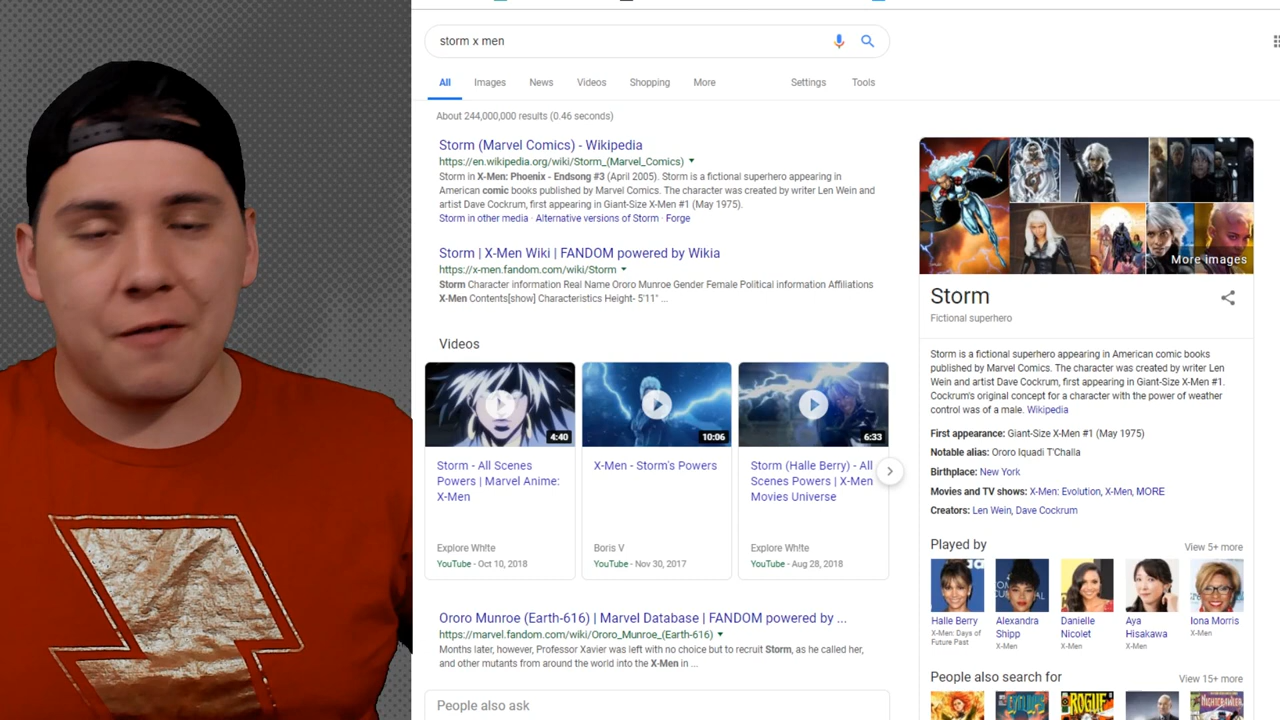 storm x men
All Images News Videos Shopping More Settings Tools
About 244,000,000 results (0.46 seconds)
Storm (Marvel Comics) - Wikipedia
https://en.wikipedia.org/wiki/Storm_(Marvel_Comics)
Storm in X-Men: Phoenix - Endsong #3 (April 2005). Storm is a fictional superhero appearing in
American comic books published by Marvel Comics. The character was created by writer Len Wein and
artist Dave Cockrum, first appearing in Giant-Size X-Men #1 (May 1975).
Storm in other media · Alternative versions of Storm · Forge
Storm | X-Men Wiki | FANDOM powered by Wikia
https://x-men.fandom.com/wiki/Storm
Storm Character information Real Name Ororo Munroe Gender Female Political information Affiliations
X-Men Contents[show] Characteristics Height- 5'11" ...
Videos
4:40
10:06
6:33
Storm - All Scenes
Powers | Marvel Anime:
X-Men
Explore Wh!te
YouTube - Oct 10, 2018
X-Men - Storm's Powers
Boris V
YouTube - Nov 30, 2017
Storm (Halle Berry) - All
Scenes Powers | X-Men
Movies Universe
Explore Wh!te
YouTube - Aug 28, 2018
Ororo Munroe (Earth-616) | Marvel Database | FANDOM powered by ...
https://marvel.fandom.com/wiki/Ororo_Munroe_(Earth-616)
Months later, however, Professor Xavier was left with no choice but to recruit Storm, as he called her,
and other mutants from around the world into the X-Men in ...
People also ask
More images
Storm
Fictional superhero
Storm is a fictional superhero appearing in American comic books
published by Marvel Comics. The character was created by writer Len
Wein and artist Dave Cockrum, first appearing in Giant-Size X-Men #1.
Cockrum's original concept for a character with the power of weather
control was of a male. Wikipedia
First appearance: Giant-Size X-Men #1 (May 1975)
Notable alias: Ororo Iquadi T'Challa
Birthplace: New York
Movies and TV shows: X-Men: Evolution, X-Men, MORE
Creators: Len Wein, Dave Cockrum
Played by
View 5+ more
Halle Berry
X-Men: Days of
Future Past
Alexandra
Shipp
X-Men
Danielle
Nicolet
X-Men
Aya
Hisakawa
X-Men
Iona Morris
X-Men
People also search for
View 15+ more
ROGUE